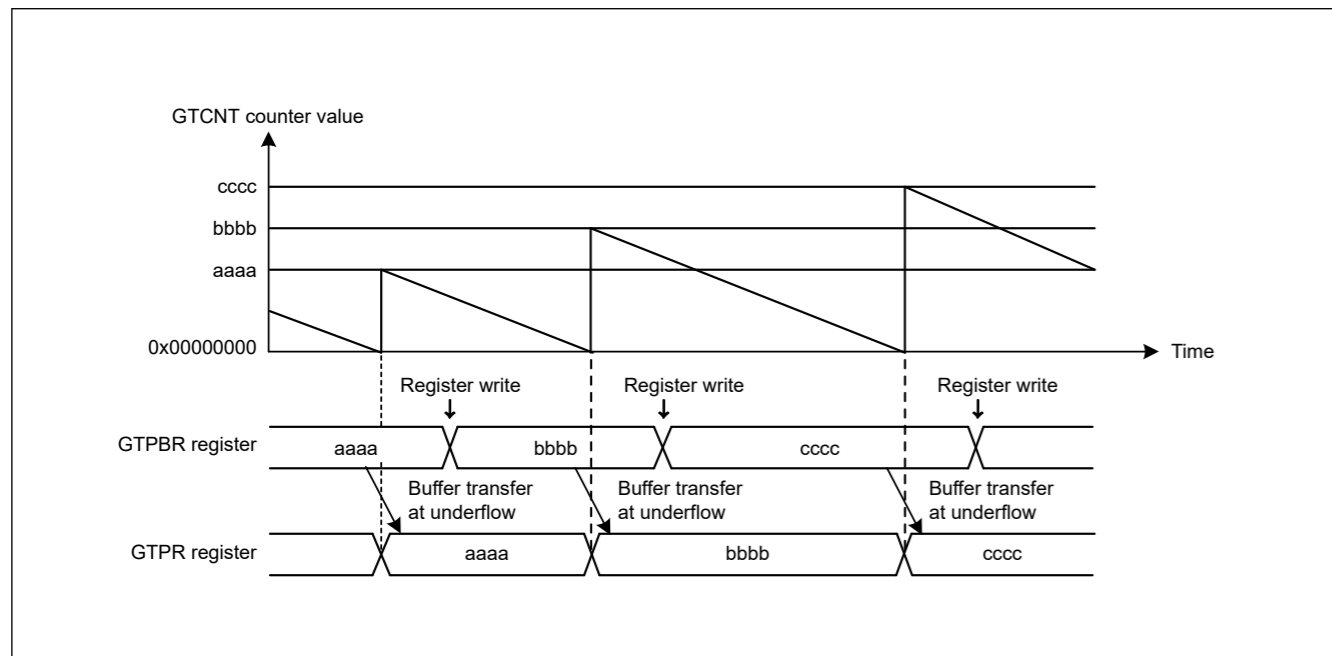 GTCNT counter value
cccc
bbbb
aaaa
0x00000000
Time
Register write Register write Register write
GTPBR register aaaa bbbb cccc
Buffer transfer Buffer transfer Buffer transfer
at underflow at underflow at underflow
GTPR register aaaa bbbb cccc